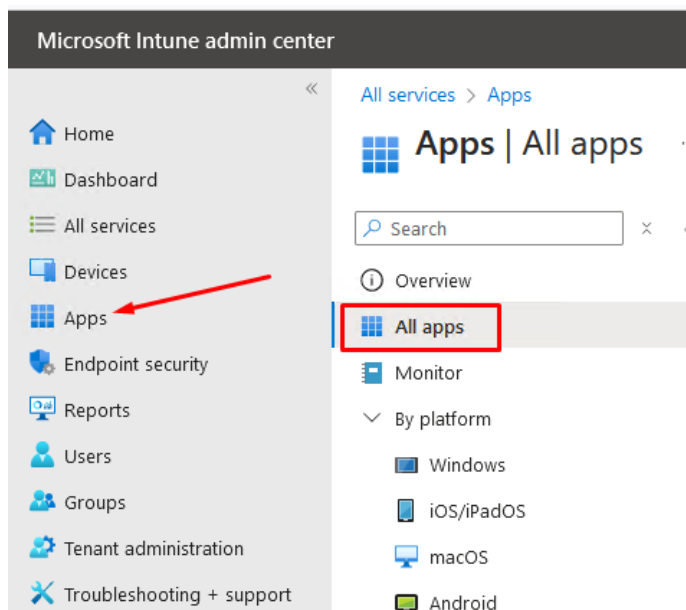 Microsoft Intune admin center
Home
Dashboard
All services
Devices
Apps
Endpoint security
Reports
Users
Groups
Tenant administration
Troubleshooting + support
All services > Apps
Apps | All apps
Search
Overview
All apps
Monitor
By platform
Windows
iOS/iPadOS
macOS
Android